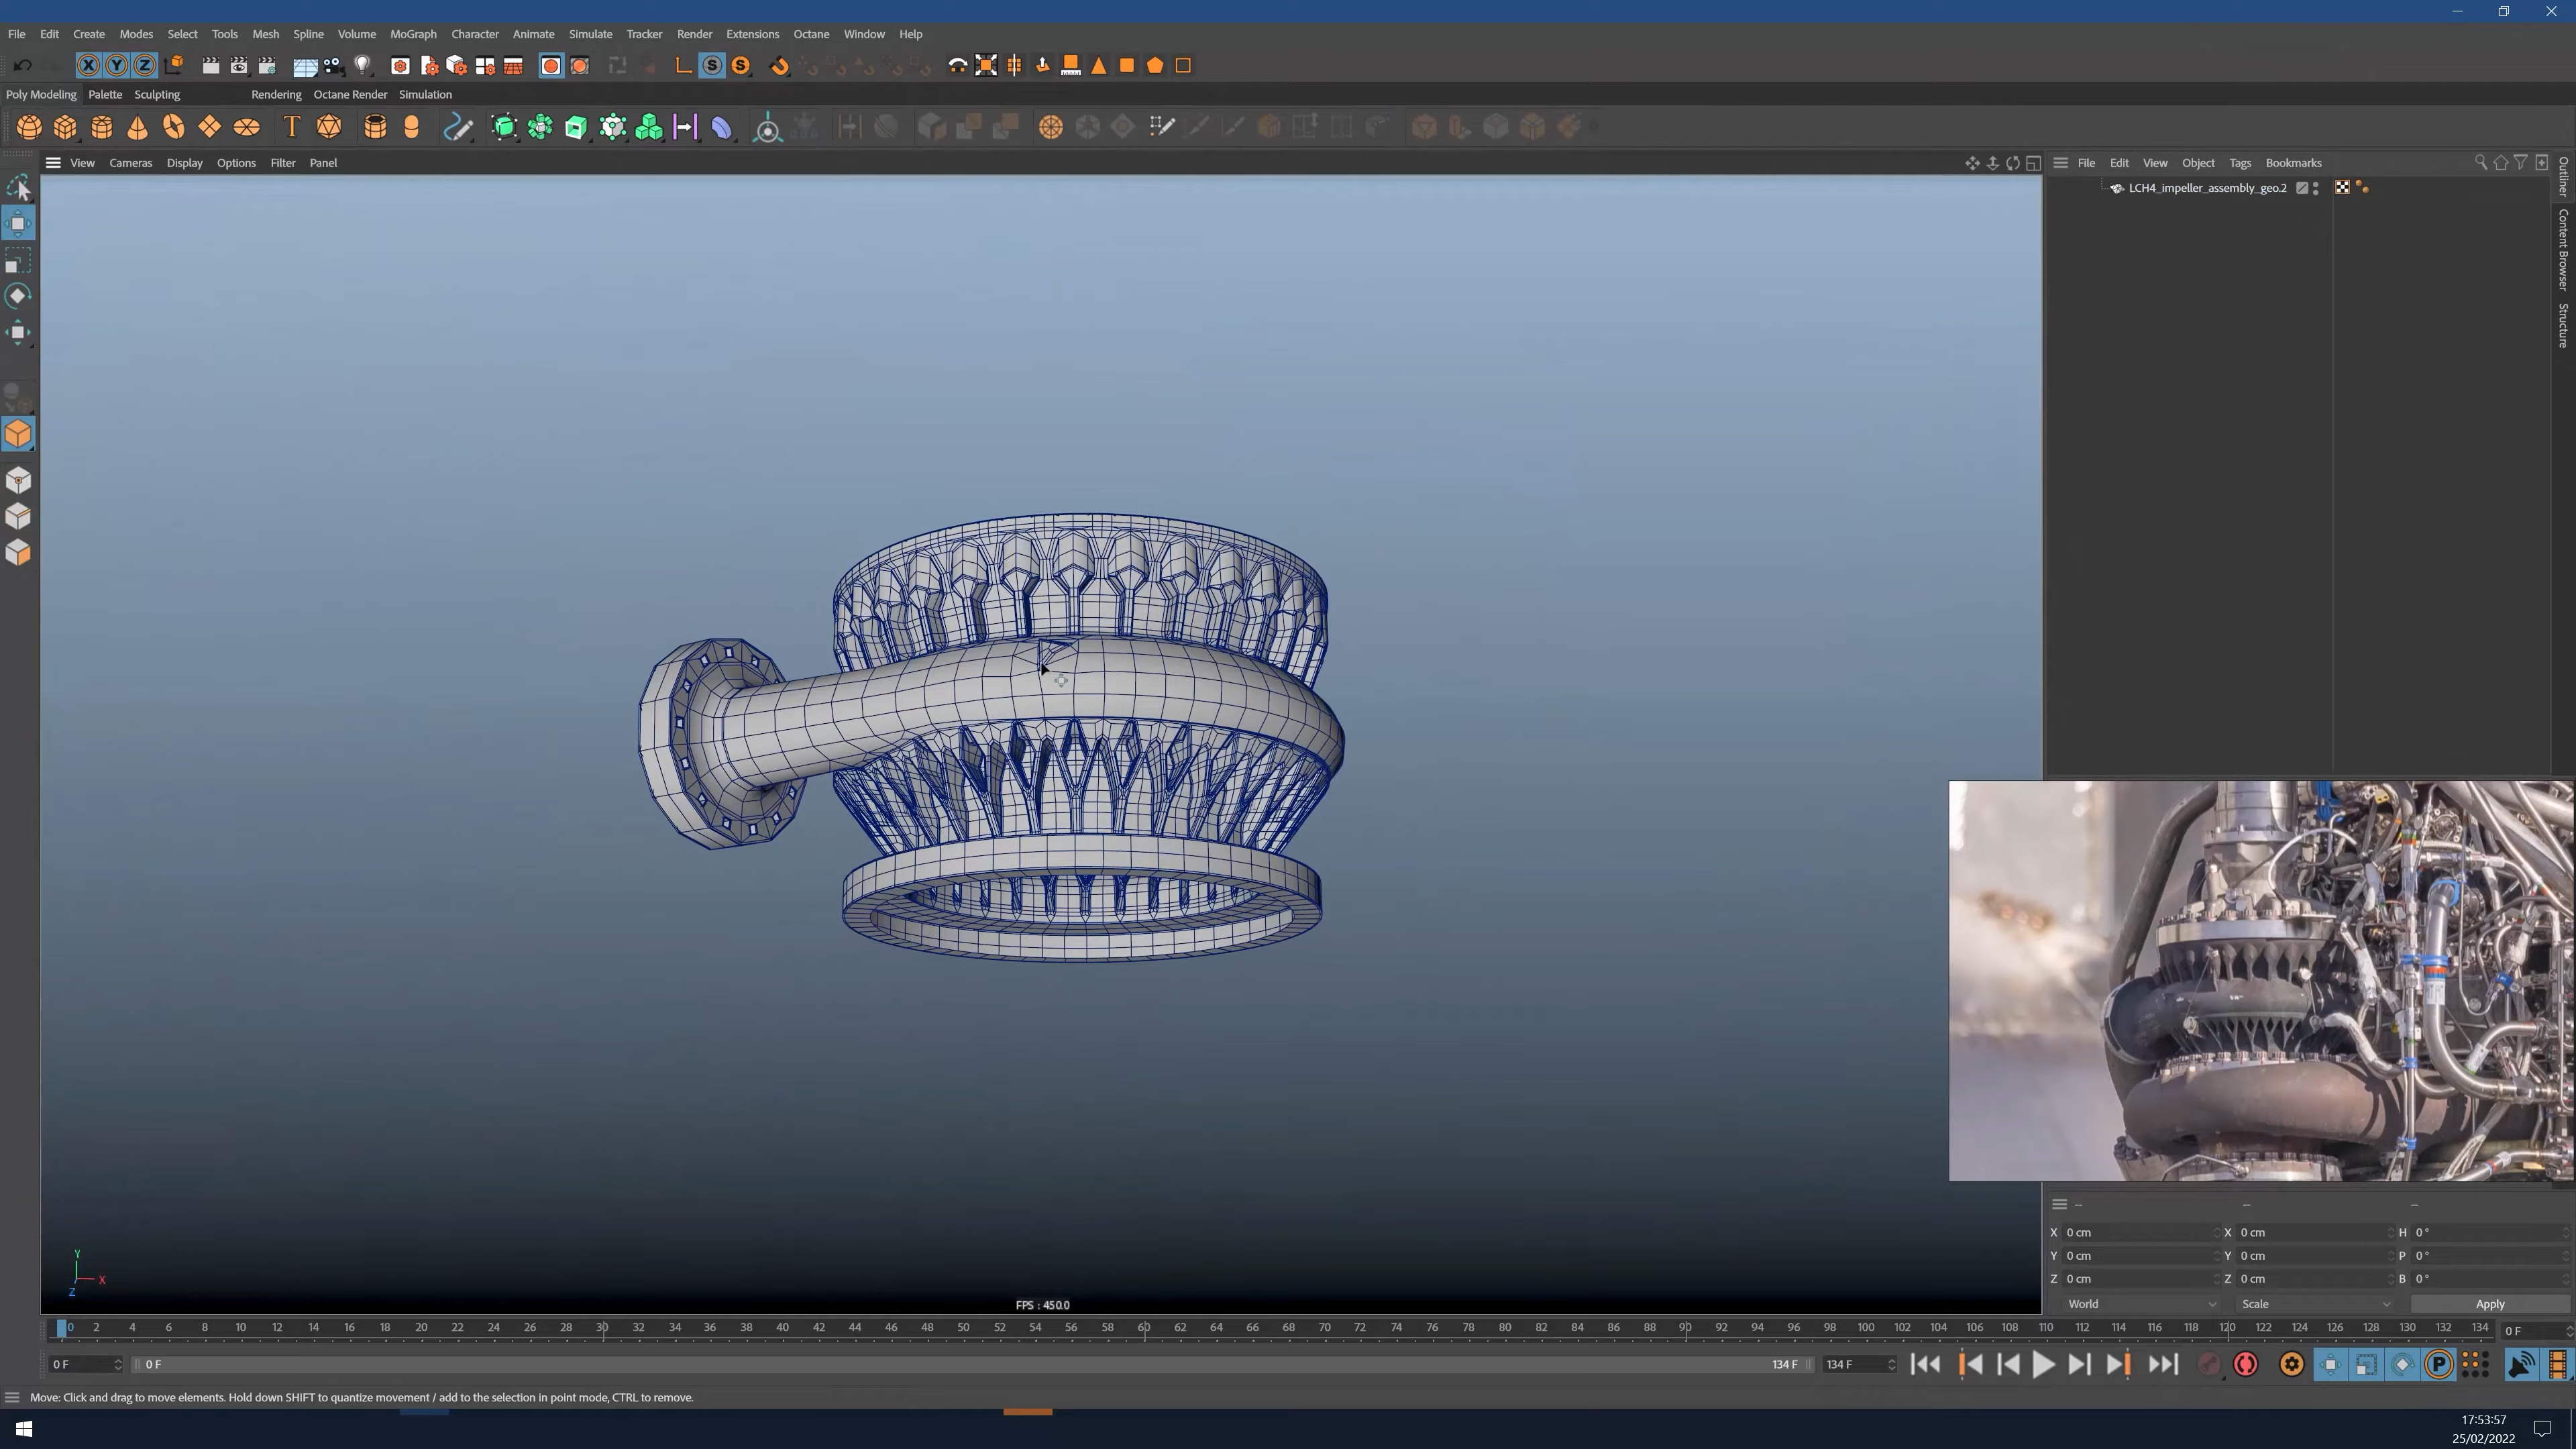 File Edit Create Modes Select Tools Mesh Spline Volume MoGraph Character Animate Simulate Tracker Render Extensions Octane Window Help
X Y Z S S
Poly Modeling Palette Sculpting Rendering Octane Render Simulation
T
View Cameras Display Options Filter Panel
File Edit View Object Tags Bookmarks
LCH4_impeller_assembly_geo.2
Outliner
Content Browser
Structure
-- -- --
X 0 cm X 0 cm H 0 °
Y 0 cm Y 0 cm P 0 °
Z 0 cm Z 0 cm B 0 °
World Scale Apply
Y
X
Z
FPS : 450.0
0 2 4 6 8 10 12 14 16 18 20 22 24 26 28 30 32 34 36 38 40 42 44 46 48 50 52 54 56 58 60 62 64 66 68 70 72 74 76 78 80 82 84 86 88 90 92 94 96 98 100 102 104 106 108 110 112 114 116 118 120 122 124 126 128 130 132 134 0 F
0 F 0 F 134 F 134 F P
Move: Click and drag to move elements. Hold down SHIFT to quantize movement / add to the selection in point mode, CTRL to remove.
17:53:57
25/02/2022